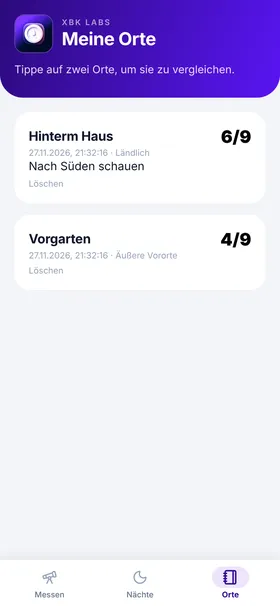 XBK LABS
Meine Orte
Tippe auf zwei Orte, um sie zu vergleichen.
Hinterm Haus
6/9
27.11.2026, 21:32:16 · Ländlich
Nach Süden schauen
Löschen
Vorgarten
4/9
27.11.2026, 21:32:16 · Äußere Vororte
Löschen
Messen
Nächte
Orte